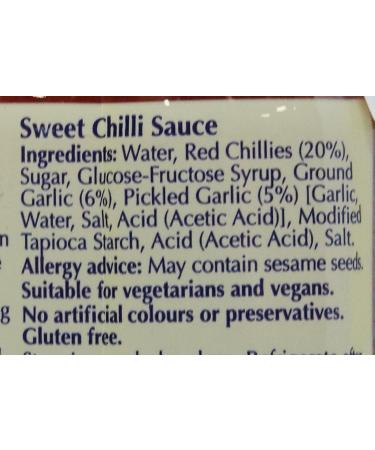 Sweet Chilli Sauce
Ingredients: Water, Red Chillies (20%),
Sugar, Glucose-Fructose Syrup, Ground
Garlic (6%), Pickled Garlic (5%) [Garlic,
Water, Salt, Acid (Acetic Acid)], Modified
Tapioca Starch, Acid (Acetic Acid), Salt.
Allergy advice: May contain sesame seeds.
Suitable for vegetarians and vegans.
No artificial colours or preservatives.
Gluten free.